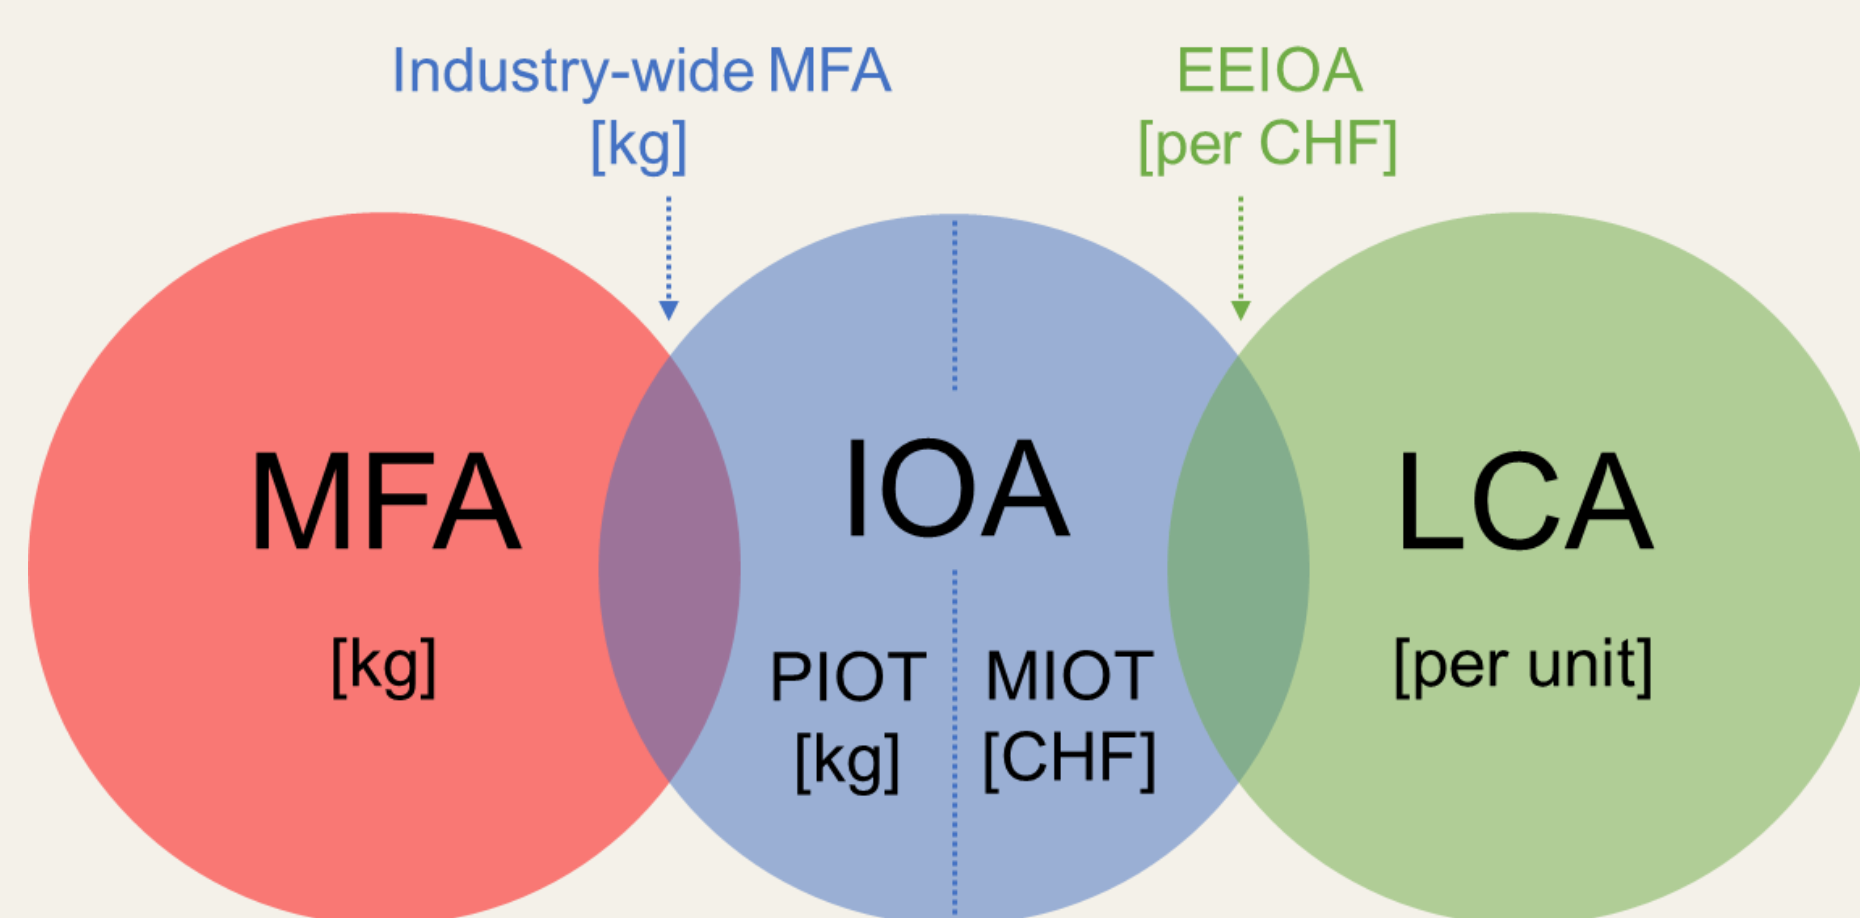 Industry-wide MFA
[kg]
EEIOA
[per CHF]
MFA
[kg]
IOA
PIOT
[kg]
MIOT
[CHF]
LCA
[per unit]